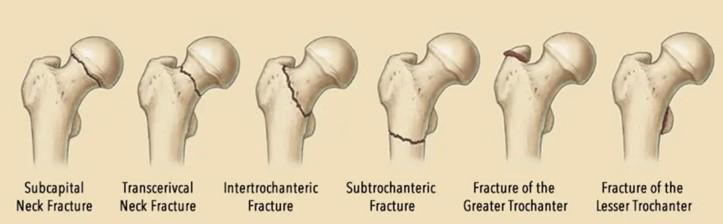 Subcapital
Neck Fracture
Transcerivcal
Neck Fracture
Intertrochanteric
Fracture
Subtrochanteric
Fracture
Fracture of the
Greater Trochanter
Fracture of the
Lesser Trochanter